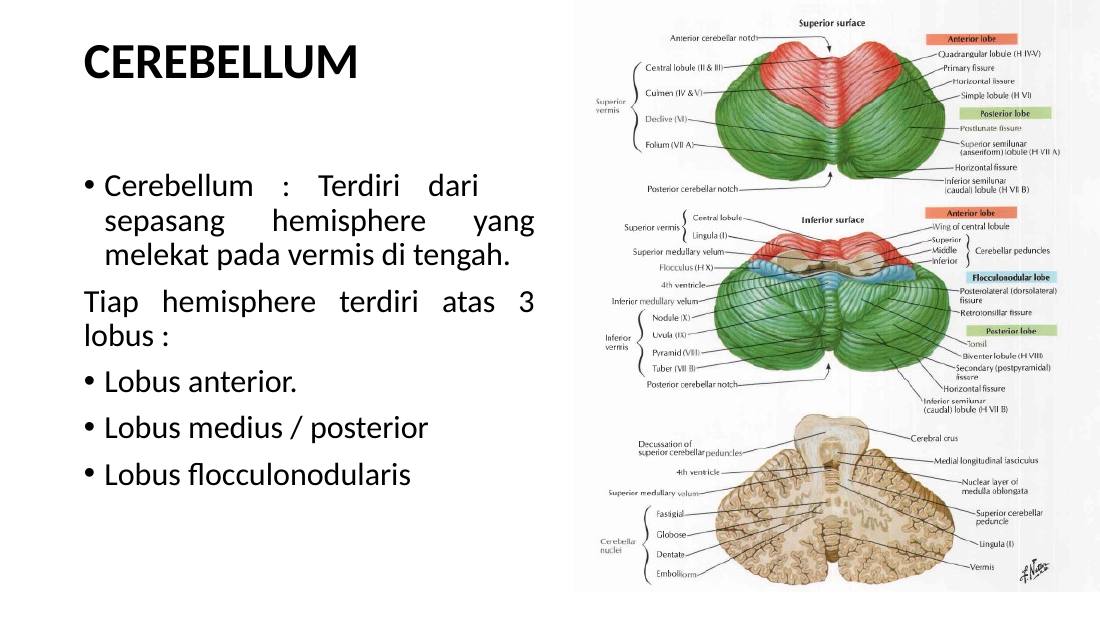 CEREBELLUM
• Cerebellum : Terdiri dari
sepasang hemisphere yang
melekat pada vermis di tengah.
Tiap hemisphere terdiri atas 3
lobus :
• Lobus anterior.
• Lobus medius / posterior
• Lobus flocculonodularis
Superior surface
Anterior cerebellar notch
Central lobule (II & III)
Culmen (IV & V)
Superior
vermis
Declive (VI)
Folium (VII A)
Posterior cerebellar notch
Anterior lobe
Quadrangular lobule (H IV-V)
Primary fissure
Horizontal fissure
Simple lobule (H VI)
Posterior lobe
Postlunate fissure
Superior semilunar
(anseriform) lobule (H VII A)
Horizontal fissure
Inferior semilunar
(caudal) lobule (H VII B)
Inferior surface
Central lobule
Superior vermis
Lingula (I)
Superior medullary velum
Flocculus (H X)
4th ventricle
Inferior medullary velum
Nodule (X)
Uvula (IX)
Inferior
vermis
Pyramid (VIII)
Tuber (VII B)
Posterior cerebellar notch
Anterior lobe
Wing of central lobule
Superior
Middle
Inferior
Cerebellar peduncles
Flocculonodular lobe
Posterolateral (dorsolateral)
fissure
Retrotonsillar fissure
Posterior lobe
Tonsil
Biventer lobule (H VIII)
Secondary (postpyramidal)
fissure
Horizontal fissure
Inferior semilunar
(caudal) lobule (H VII B)
Decussation of
superior cerebellar peduncles
4th ventricle
Superior medullary velum
Fastigial
Globose
Cerebellar
nuclei
Dentate
Emboliform
Cerebral crus
Medial longitudinal fasciculus
Nuclear layer of
medulla oblongata
Superior cerebellar
peduncle
Lingula (I)
Vermis